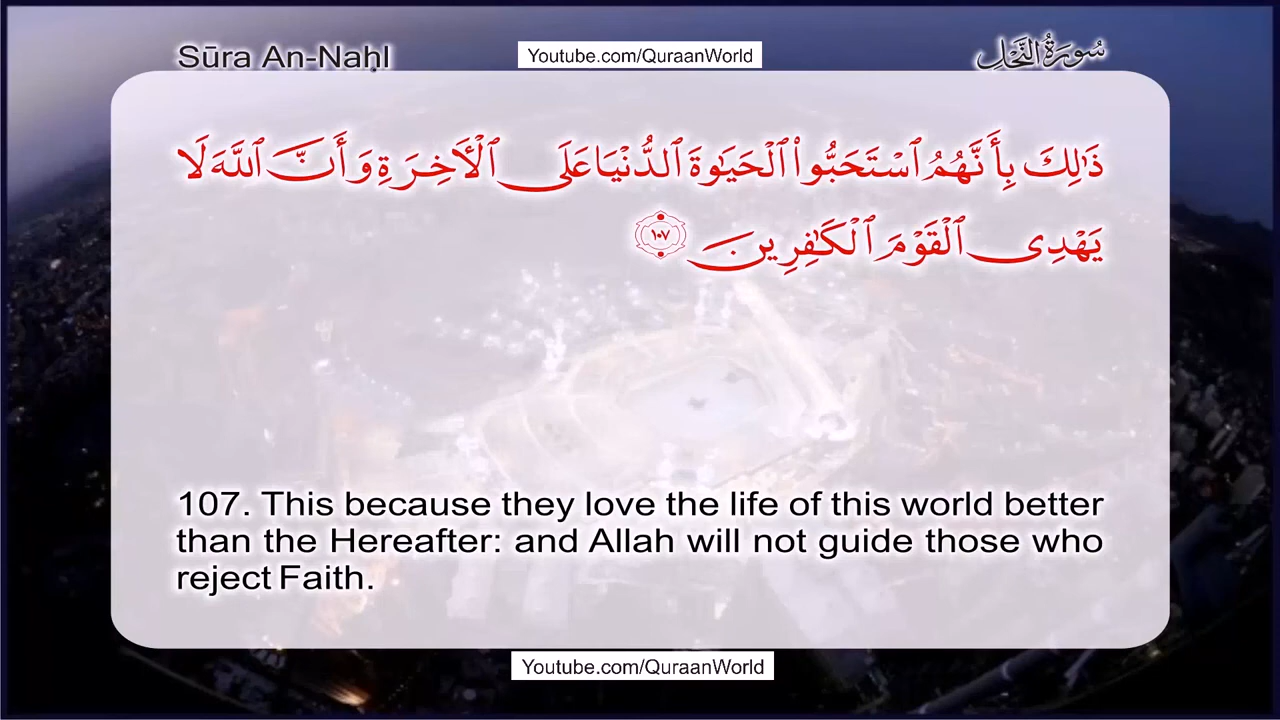 Sūra An-Naḥl
Youtube.com/QuraanWorld
سُورَةُ النَّحْلِ
ذَٰلِكَ بِأَنَّهُمُ ٱسْتَحَبُّوا۟ ٱلْحَيَوٰةَ ٱلدُّنْيَا عَلَى ٱلْـَٔاخِرَةِ وَأَنَّ ٱللَّهَ لَا
يَهْدِى ٱلْقَوْمَ ٱلْكَـٰفِرِينَ ١٠٧
107. This because they love the life of this world better
than the Hereafter: and Allah will not guide those who
reject Faith.
Youtube.com/QuraanWorld